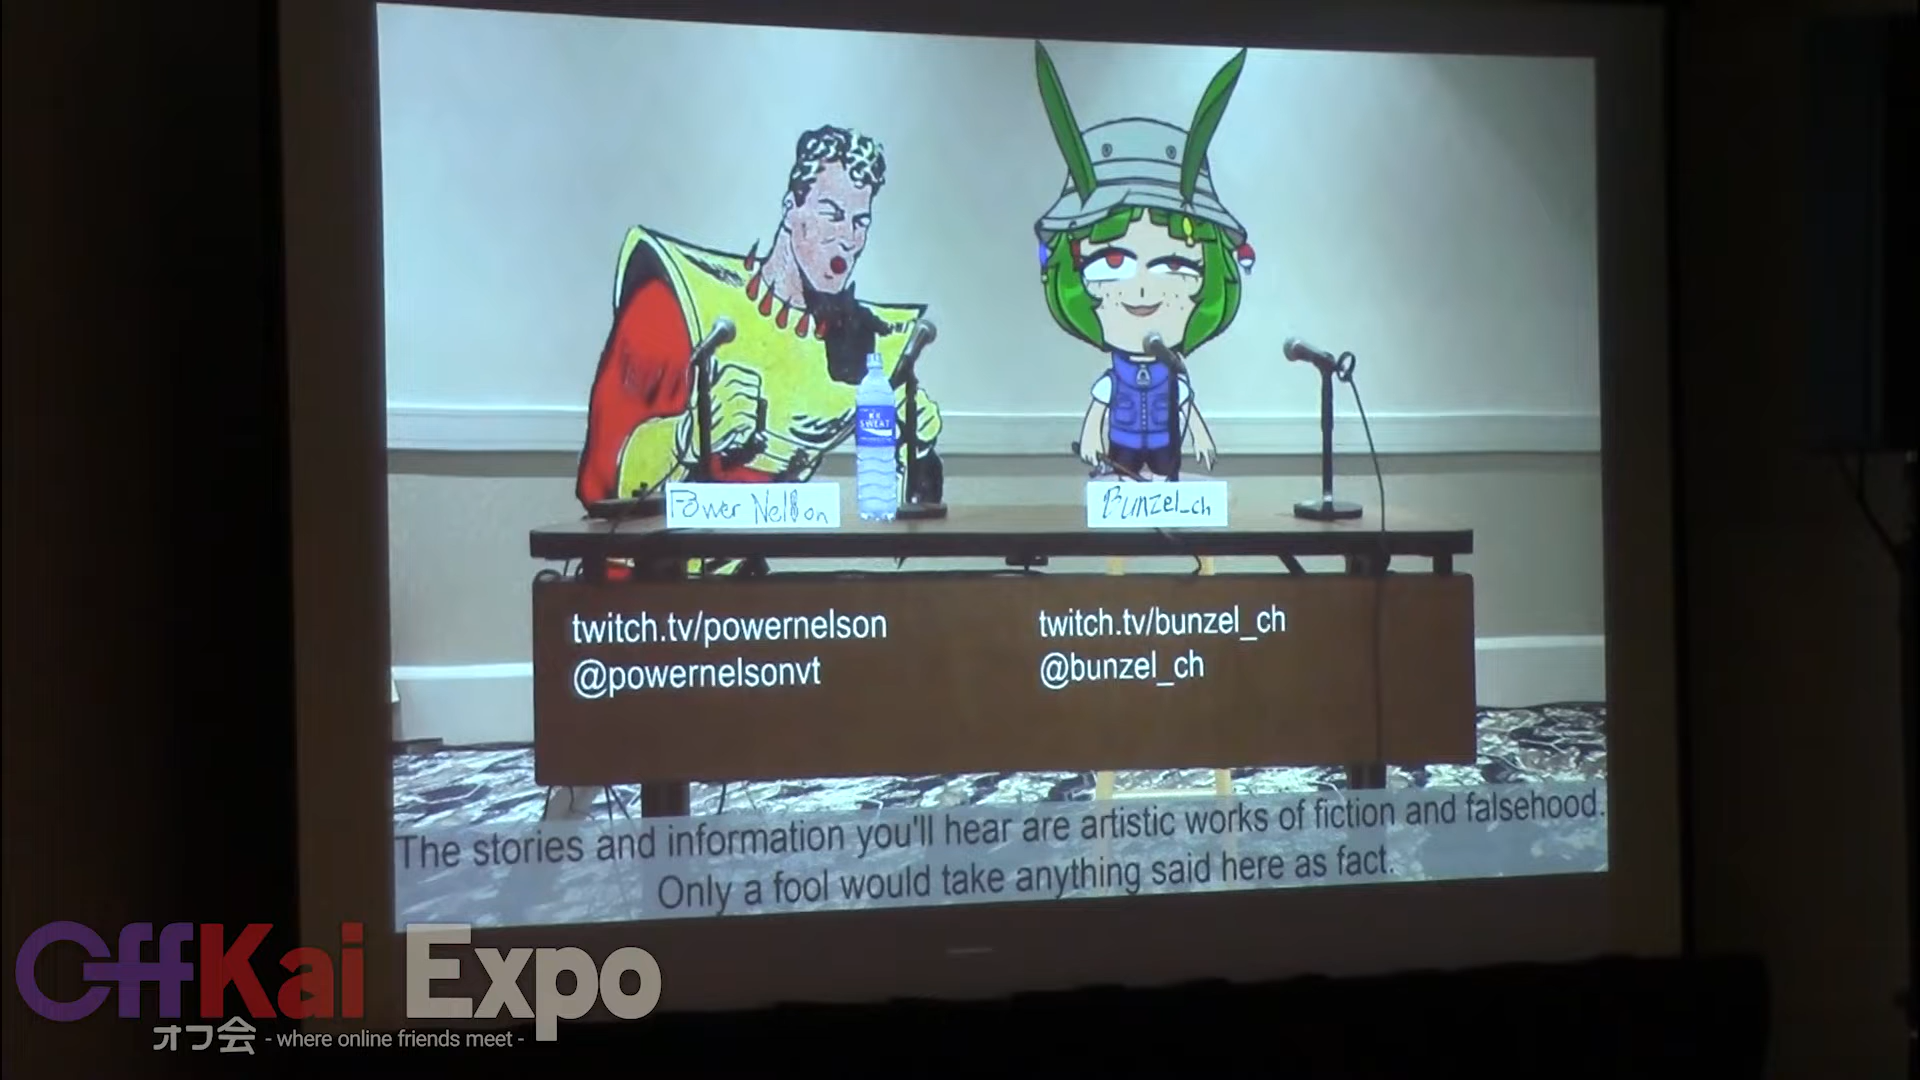 KK
SWEAT
Power Nelson
Bunzel_ch
twitch.tv/powernelson
@powernelsonvt
twitch.tv/bunzel_ch
@bunzel_ch
The stories and information you'll hear are artistic works of fiction and falsehood.
Only a fool would take anything said here as fact.
OffKai Expo
オフ会 - where online friends meet -